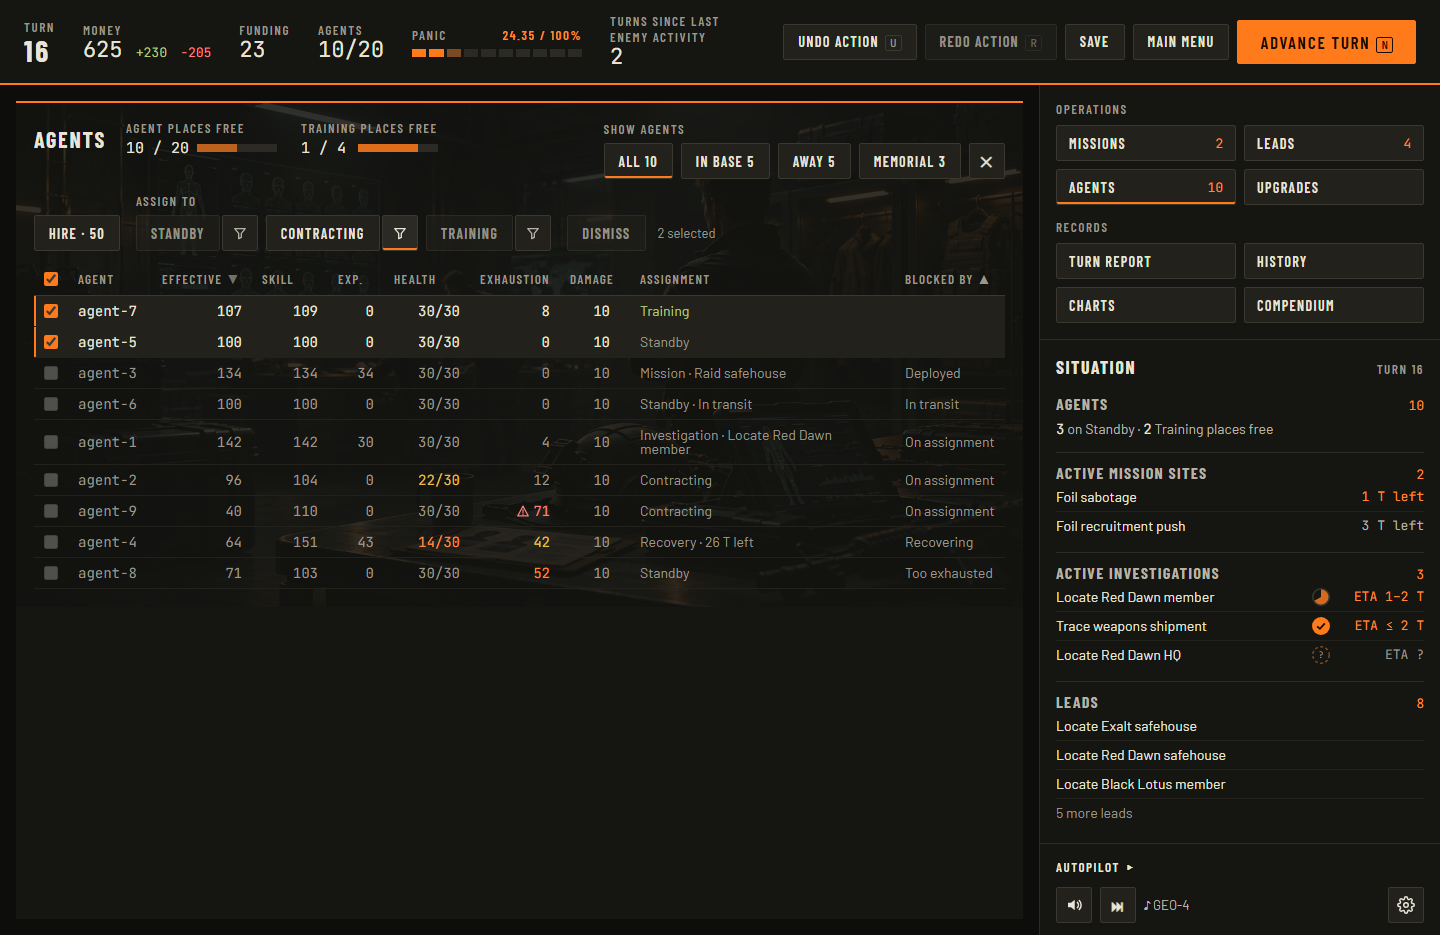 TURN
16
MONEY
625 +230 -205
FUNDING
23
AGENTS
10/20
PANIC 24.35 / 100%
TURNS SINCE LAST
ENEMY ACTIVITY
2
UNDO ACTION U
REDO ACTION R
SAVE
MAIN MENU
ADVANCE TURN N
AGENTS
AGENT PLACES FREE
10 / 20
TRAINING PLACES FREE
1 / 4
SHOW AGENTS
ALL 10
IN BASE 5
AWAY 5
MEMORIAL 3
ASSIGN TO
HIRE · 50
STANDBY
CONTRACTING
TRAINING
DISMISS
2 selected
AGENT EFFECTIVE ▼ SKILL EXP. HEALTH EXHAUSTION DAMAGE ASSIGNMENT BLOCKED BY ▲
agent-7 107 109 0 30/30 8 10 Training
agent-5 100 100 0 30/30 0 10 Standby
agent-3 134 134 34 30/30 0 10 Mission · Raid safehouse Deployed
agent-6 100 100 0 30/30 0 10 Standby · In transit In transit
agent-1 142 142 30 30/30 4 10 Investigation · Locate Red Dawn member On assignment
agent-2 96 104 0 22/30 12 10 Contracting On assignment
agent-9 40 110 0 30/30 71 10 Contracting On assignment
agent-4 64 151 43 14/30 42 10 Recovery · 26 T left Recovering
agent-8 71 103 0 30/30 52 10 Standby Too exhausted
OPERATIONS
MISSIONS 2
LEADS 4
AGENTS 10
UPGRADES
RECORDS
TURN REPORT
HISTORY
CHARTS
COMPENDIUM
SITUATION TURN 16
AGENTS 10
3 on Standby · 2 Training places free
ACTIVE MISSION SITES 2
Foil sabotage 1 T left
Foil recruitment push 3 T left
ACTIVE INVESTIGATIONS 3
Locate Red Dawn member ETA 1–2 T
Trace weapons shipment ETA ≤ 2 T
Locate Red Dawn HQ ? ETA ?
LEADS 8
Locate Exalt safehouse
Locate Red Dawn safehouse
Locate Black Lotus member
5 more leads
AUTOPILOT ▸
♪ GEO-4